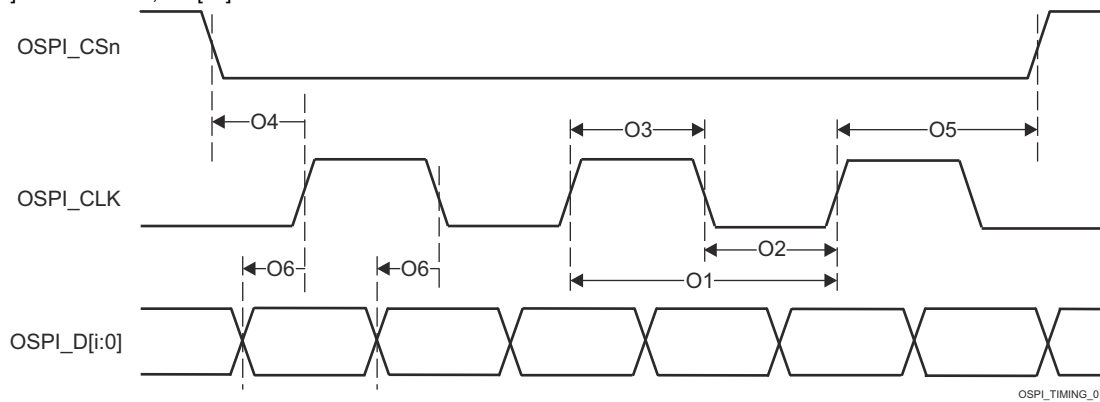 OSPI_CSn
O4
O3
O5
OSPI_CLK
O2
O6
O6
O1
OSPI_D[i:0]
OSPI_TIMING_0